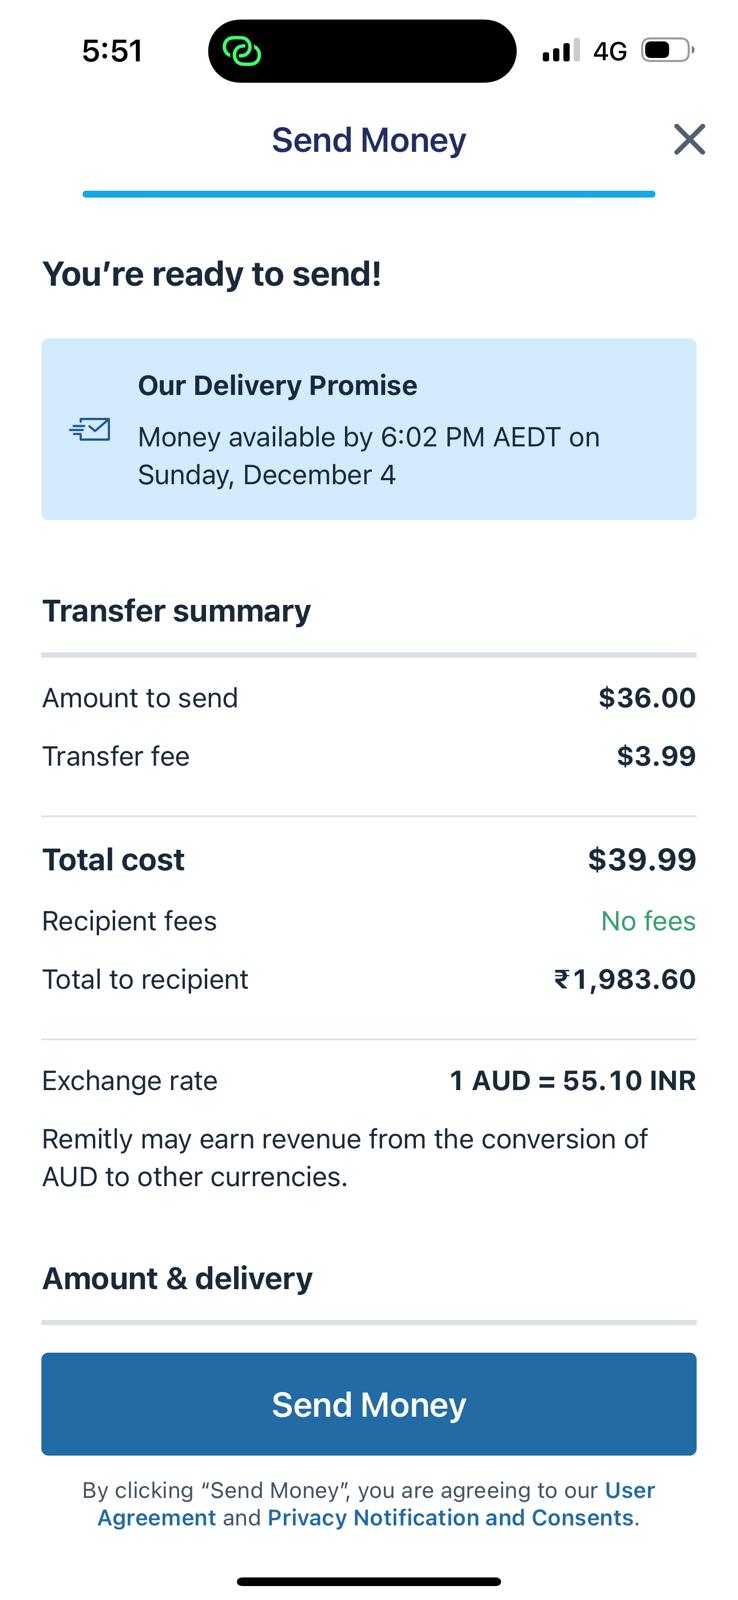 5:51
4G
Send Money
You’re ready to send!
Our Delivery Promise
Money available by 6:02 PM AEDT on
Sunday, December 4
Transfer summary
Amount to send $36.00
Transfer fee $3.99
Total cost $39.99
Recipient fees No fees
Total to recipient ₹1,983.60
Exchange rate 1 AUD = 55.10 INR
Remitly may earn revenue from the conversion of
AUD to other currencies.
Amount & delivery
Send Money
By clicking “Send Money”, you are agreeing to our User
Agreement and Privacy Notification and Consents.